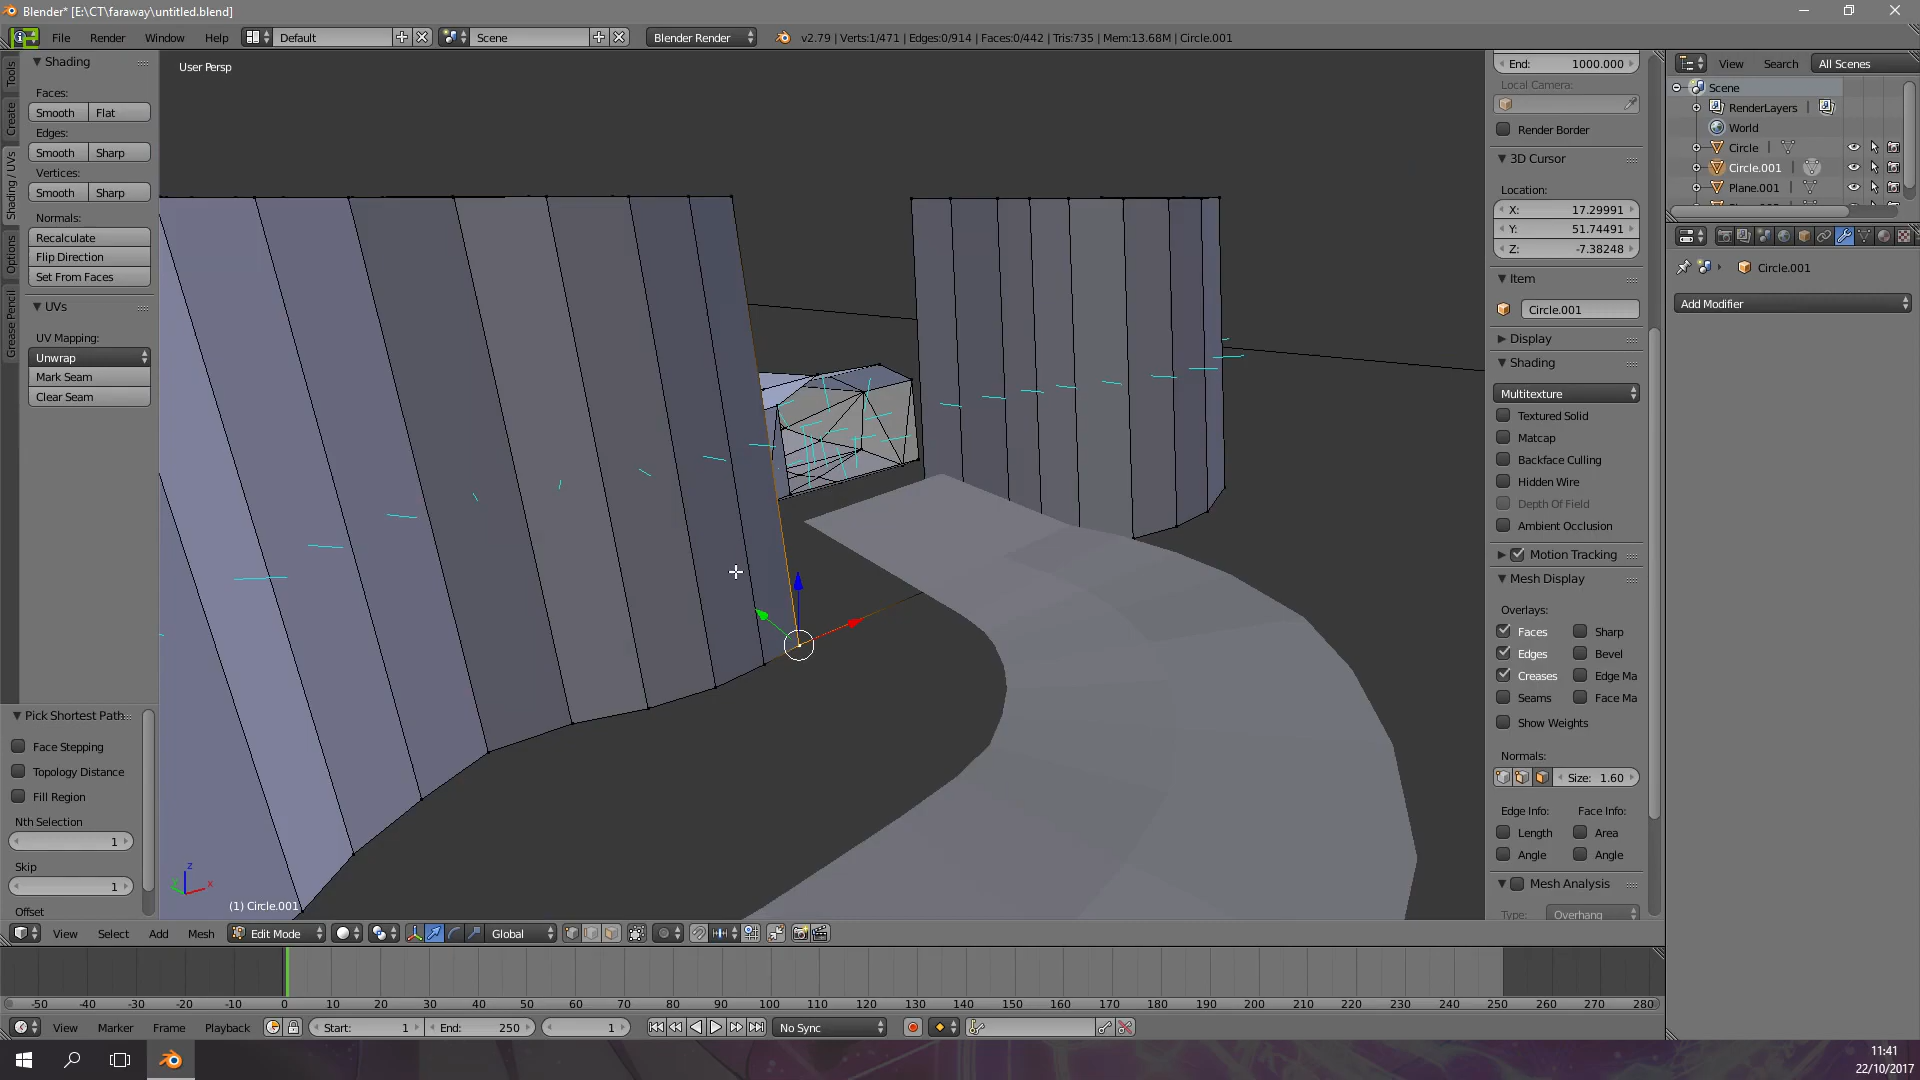 Blender* [E:\CT\faraway\untitled.blend]
File Render Window Help Default Scene Blender Render v2.79 | Verts:1/471 | Edges:0/914 | Faces:0/442 | Tris:735 | Mem:13.68M | Circle.001
Tools
Create
Shading / UVs
Options
Grease Pencil
Shading
Faces:
Smooth Flat
Edges:
Smooth Sharp
Vertices:
Smooth Sharp
Normals:
Recalculate
Flip Direction
Set From Faces
UVs
UV Mapping:
Unwrap
Mark Seam
Clear Seam
Pick Shortest Path
Face Stepping
Topology Distance
Fill Region
Nth Selection
1
Skip
1
Offset
User Persp
z
x
(1) Circle.001
End: 1000.000
Local Camera:
Render Border
3D Cursor
Location:
X: 17.29991
Y: 51.74491
Z: -7.38248
Item
Circle.001
Display
Shading
Multitexture
Textured Solid
Matcap
Backface Culling
Hidden Wire
Depth Of Field
Ambient Occlusion
Motion Tracking
Mesh Display
Overlays:
Faces Sharp
Edges Bevel
Creases Edge Ma
Seams Face Ma
Show Weights
Normals:
Size: 1.60
Edge Info: Face Info:
Length Area
Angle Angle
Mesh Analysis
Type: Overhang
View Search All Scenes
Scene
RenderLayers
World
Circle
Circle.001
Plane.001
Circle.001
Add Modifier
View Select Add Mesh Edit Mode Global
-50 -40 -30 -20 -10 0 10 20 30 40 50 60 70 80 90 100 110 120 130 140 150 160 170 180 190 200 210 220 230 240 250 260 270 280
View Marker Frame Playback Start: 1 End: 250 1 No Sync
11:41
22/10/2017